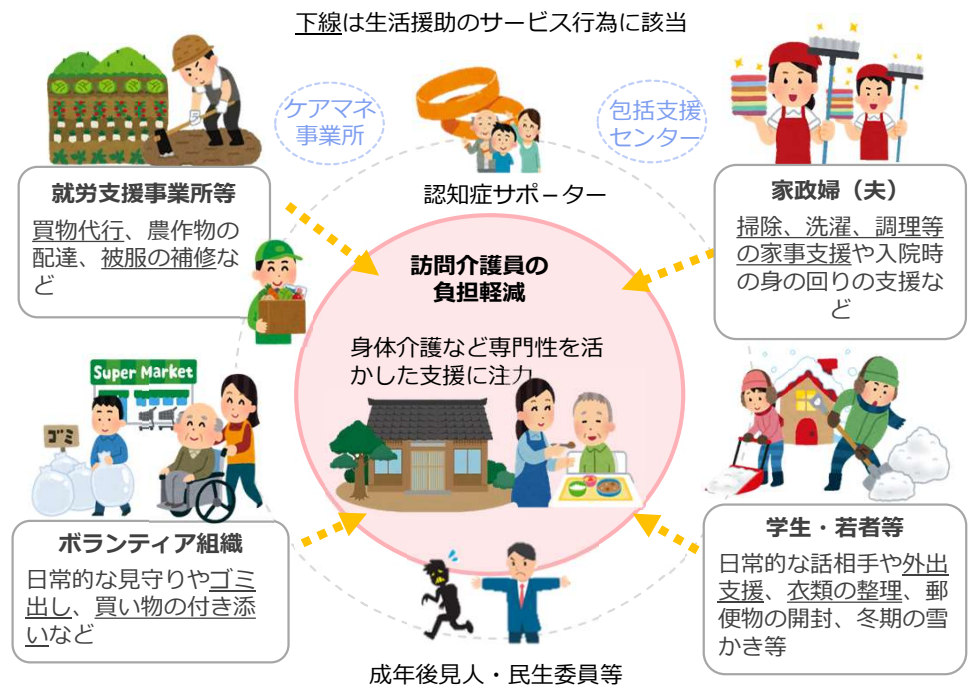 下線は生活援助のサービス行為に該当
ケアマネ
事業所
包括支援
センター
認知症サポーター
就労支援事業所等
買物代行、農作物の
配達、被服の補修な
ど
家政婦（夫）
掃除、洗濯、調理等
の家事支援や入院時
の身の回りの支援な
ど
訪問介護員の
負担軽減
身体介護など専門性を活
かした支援に注力
Super Market
ゴミ
ボランティア組織
日常的な見守りやゴミ
出し、買い物の付き添
いなど
学生・若者等
日常的な話相手や外出
支援、衣類の整理、郵
便物の開封、冬期の雪
かき等
成年後見人・民生委員等